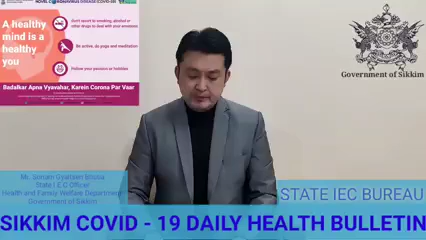 NOVEL CORONAVIRUS DISEASE (COVID-19)
A healthy
mind is a
healthy
you
Don't resort to smoking, alcohol or
other drugs to deal with your emotions
Be active, do yoga and meditation
Follow your passions or hobbies
Badalkar Apna Vyavahar, Karein Corona Par Vaar
Government of Sikkim
Mr. Sonam Gyatsen Bhutia
State I.E.C Officer
Health and Family Welfare Department
Government of Sikkim
STATE IEC BUREAU
SIKKIM COVID - 19 DAILY HEALTH BULLETIN